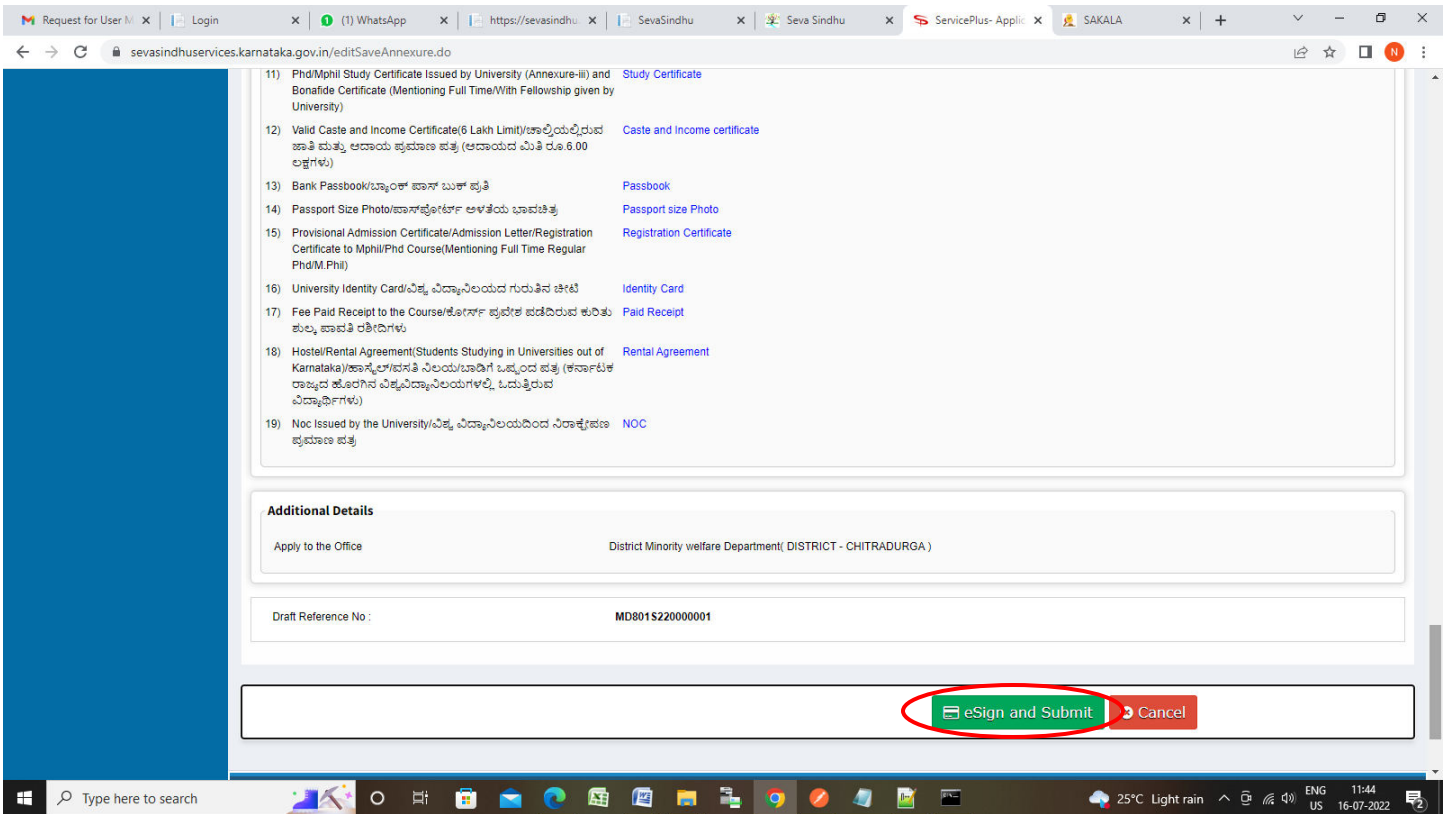 Request for User M
Login
(1) WhatsApp
https://sevasindhu.
SevaSindhu
Seva Sindhu
ServicePlus- Applic
SAKALA
sevasindhuservices.karnataka.gov.in/editSaveAnnexure.do
N
11) Phd/Mphil Study Certificate Issued by University (Annexure-iii) and Study Certificate
Bonafide Certificate (Mentioning Full Time/With Fellowship given by
University)
12) Valid Caste and Income Certificate(6 Lakh Limit)/ಚಾಲ್ತಿಯಲ್ಲಿರುವ Caste and Income certificate
ಜಾತಿ ಮತ್ತು ಆದಾಯ ಪ್ರಮಾಣ ಪತ್ರ (ಆದಾಯದ ಮಿತಿ ರೂ.6.00
ಲಕ್ಷಗಳು)
13) Bank Passbook/ಬ್ಯಾಂಕ್ ಪಾಸ್ ಬುಕ್ ಪ್ರತಿ Passbook
14) Passport Size Photo/ಪಾಸ್‌ಪೋರ್ಟ್ ಅಳತೆಯ ಭಾವಚಿತ್ರ Passport size Photo
15) Provisional Admission Certificate/Admission Letter/Registration Registration Certificate
Certificate to Mphil/Phd Course(Mentioning Full Time Regular
Phd/M.Phil)
16) University Identity Card/ವಿಶ್ವ ವಿದ್ಯಾನಿಲಯದ ಗುರುತಿನ ಚೀಟಿ Identity Card
17) Fee Paid Receipt to the Course/ಕೋರ್ಸ್ ಪ್ರವೇಶ ಪಡೆದಿರುವ ಕುರಿತು Paid Receipt
ಶುಲ್ಕ ಪಾವತಿ ರಶೀದಿಗಳು
18) Hostel/Rental Agreement(Students Studying in Universities out of Rental Agreement
Karnataka)/ಹಾಸ್ಟೆಲ್/ವಸತಿ ನಿಲಯ/ಬಾಡಿಗೆ ಒಪ್ಪಂದ ಪತ್ರ (ಕರ್ನಾಟಕ
ರಾಜ್ಯದ ಹೊರಗಿನ ವಿಶ್ವವಿದ್ಯಾನಿಲಯಗಳಲ್ಲಿ ಓದುತ್ತಿರುವ
ವಿದ್ಯಾರ್ಥಿಗಳು)
19) Noc Issued by the University/ವಿಶ್ವ ವಿದ್ಯಾನಿಲಯದಿಂದ ನಿರಾಕ್ಷೇಪಣ NOC
ಪ್ರಮಾಣ ಪತ್ರ
Additional Details
Apply to the Office District Minority welfare Department( DISTRICT - CHITRADURGA )
Draft Reference No : MD801S220000001
eSign and Submit
Cancel
Type here to search
25°C Light rain
ENG
US
11:44
16-07-2022
2